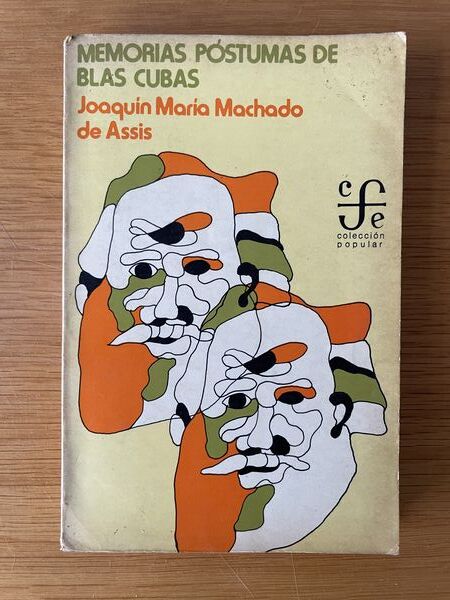 MEMORIAS PÓSTUMAS DE
BLAS CUBAS
Joaquín María Machado
de Assis
cfe
colección
popular